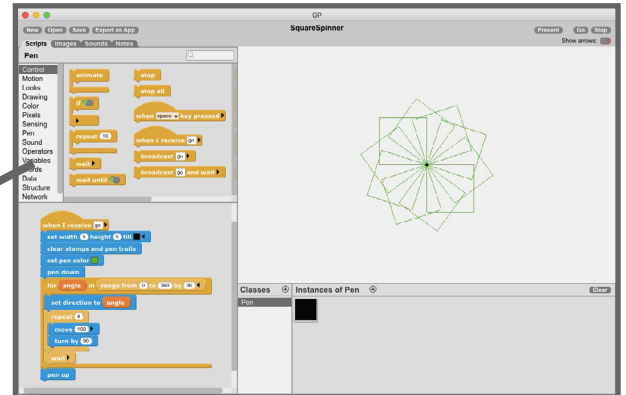 GP
New Open Save Export as App
SquareSpinner
Present Go Stop
Scripts Images Sounds Notes
Show arrows:
Pen
Control
Motion
Looks
Drawing
Color
Pixels
Sensing
Pen
Sound
Operators
Variables
Words
Data
Structure
Network
animate
if
repeat 10
wait
wait until
stop
stop all
when space key pressed
when I receive go
broadcast go
broadcast go and wait
when I receive go
set width 5 height 5 fill
clear stamps and pen trails
set pen color
pen down
for angle in range from 0 to 360 by 36
set direction to angle
repeat 4
move 100
turn by 90
wait
pen up
Classes
Instances of Pen
Clear
Pen